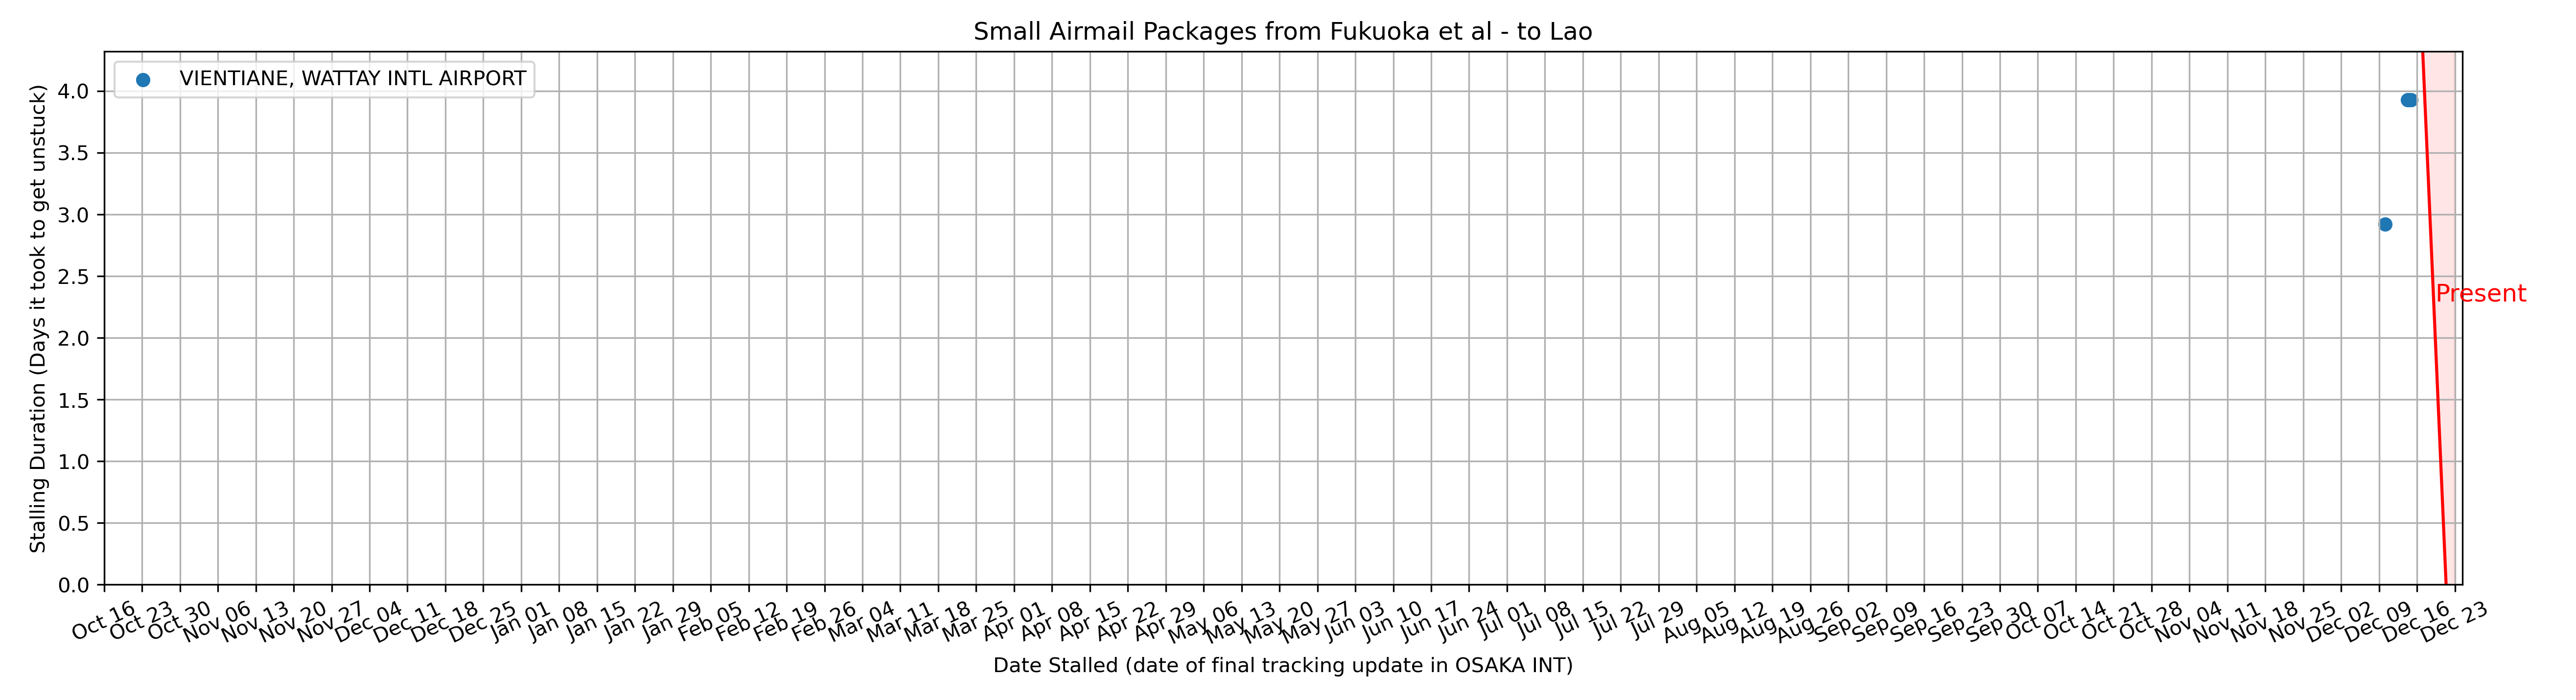 Small Airmail Packages from Fukuoka et al - to Lao
VIENTIANE, WATTAY INTL AIRPORT
Stalling Duration (Days it took to get unstuck)
4.0
3.5
3.0
2.5
2.0
1.5
1.0
0.5
0.0
Present
Oct 16 Oct 23 Oct 30 Nov 06 Nov 13 Nov 20 Nov 27 Dec 04 Dec 11 Dec 18 Dec 25 Jan 01 Jan 08 Jan 15 Jan 22 Jan 29 Feb 05 Feb 12 Feb 19 Feb 26 Mar 04 Mar 11 Mar 18 Mar 25 Apr 01 Apr 08 Apr 15 Apr 22 Apr 29 May 06 May 13 May 20 May 27 Jun 03 Jun 10 Jun 17 Jun 24 Jul 01 Jul 08 Jul 15 Jul 22 Jul 29 Aug 05 Aug 12 Aug 19 Aug 26 Sep 02 Sep 09 Sep 16 Sep 23 Sep 30 Oct 07 Oct 14 Oct 21 Oct 28 Nov 04 Nov 11 Nov 18 Nov 25 Dec 02 Dec 09 Dec 16 Dec 23
Date Stalled (date of final tracking update in OSAKA INT)